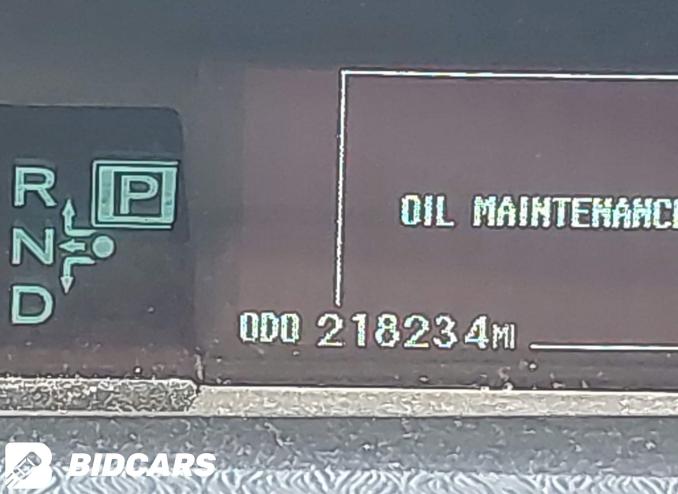 R
P
N
D
OIL MAINTENANC
ODO 218234MI
BIDCARS